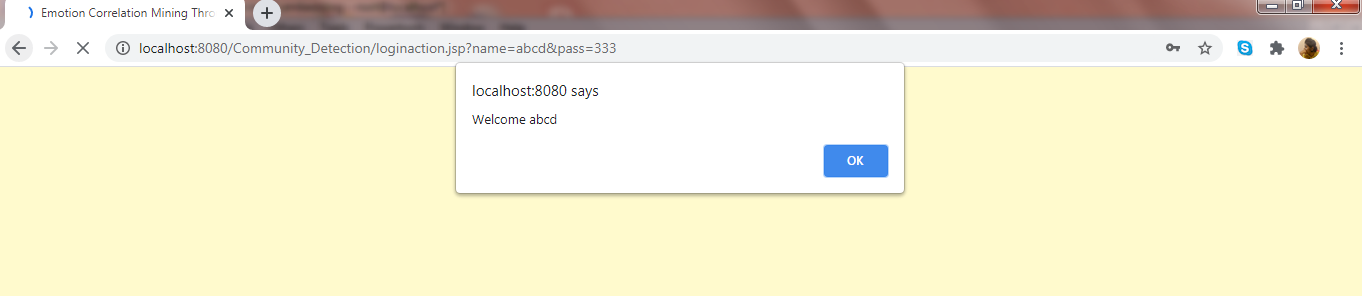 Emotion Correlation Mining Thro
localhost:8080/Community_Detection/loginaction.jsp?name=abcd&pass=333
localhost:8080 says
Welcome abcd
OK